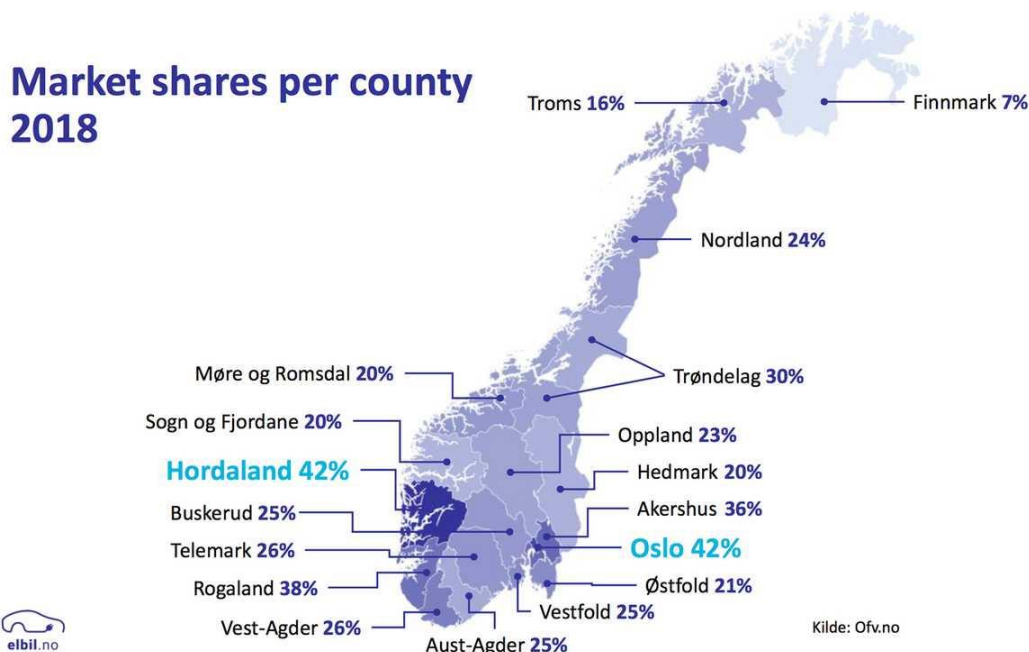 Market shares per county
2018
Troms 16%
Finnmark 7%
Nordland 24%
Møre og Romsdal 20%
Trøndelag 30%
Sogn og Fjordane 20%
Oppland 23%
Hordaland 42%
Hedmark 20%
Buskerud 25%
Akershus 36%
Telemark 26%
Oslo 42%
Rogaland 38%
Østfold 21%
Vestfold 25%
Vest-Agder 26%
Aust-Agder 25%
elbil.no
Kilde: Ofv.no